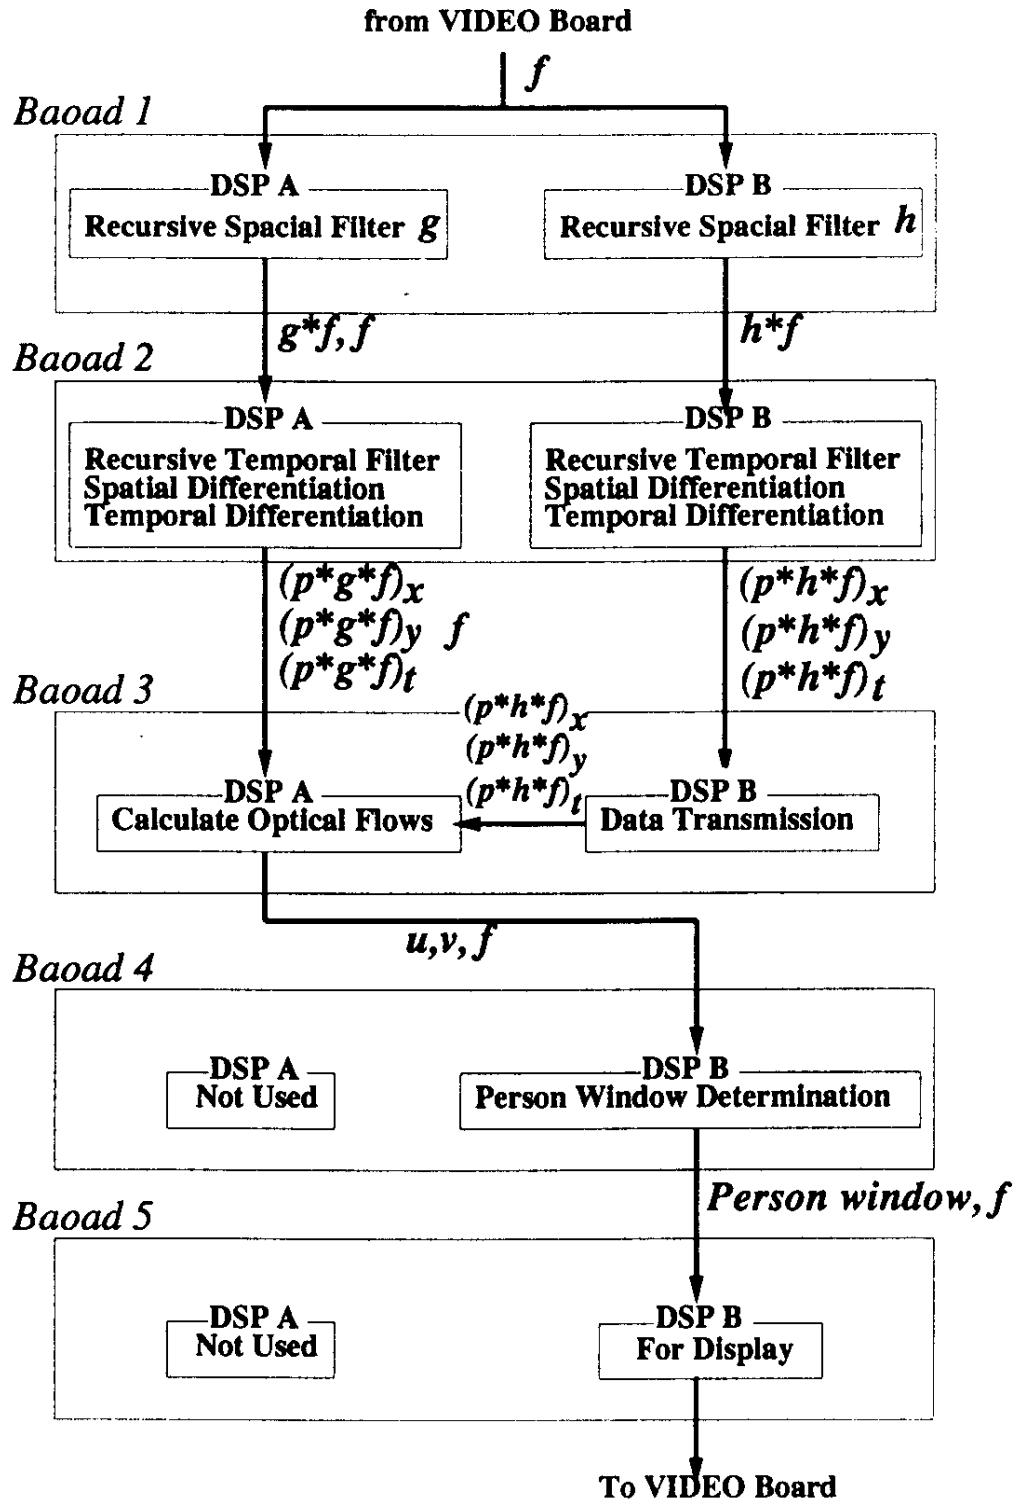 from VIDEO Board
f
Baoad 1
DSP A
Recursive Spacial Filter g
DSP B
Recursive Spacial Filter h
g*f, f
h*f
Baoad 2
DSP A
Recursive Temporal Filter
Spatial Differentiation
Temporal Differentiation
DSP B
Recursive Temporal Filter
Spatial Differentiation
Temporal Differentiation
(p*g*f)x
(p*g*f)y f
(p*g*f)t
(p*h*f)x
(p*h*f)y
(p*h*f)t
Baoad 3
(p*h*f)x
(p*h*f)y
(p*h*f)t
DSP A
Calculate Optical Flows
DSP B
Data Transmission
u,v, f
Baoad 4
DSP A
Not Used
DSP B
Person Window Determination
Person window, f
Baoad 5
DSP A
Not Used
DSP B
For Display
To VIDEO Board